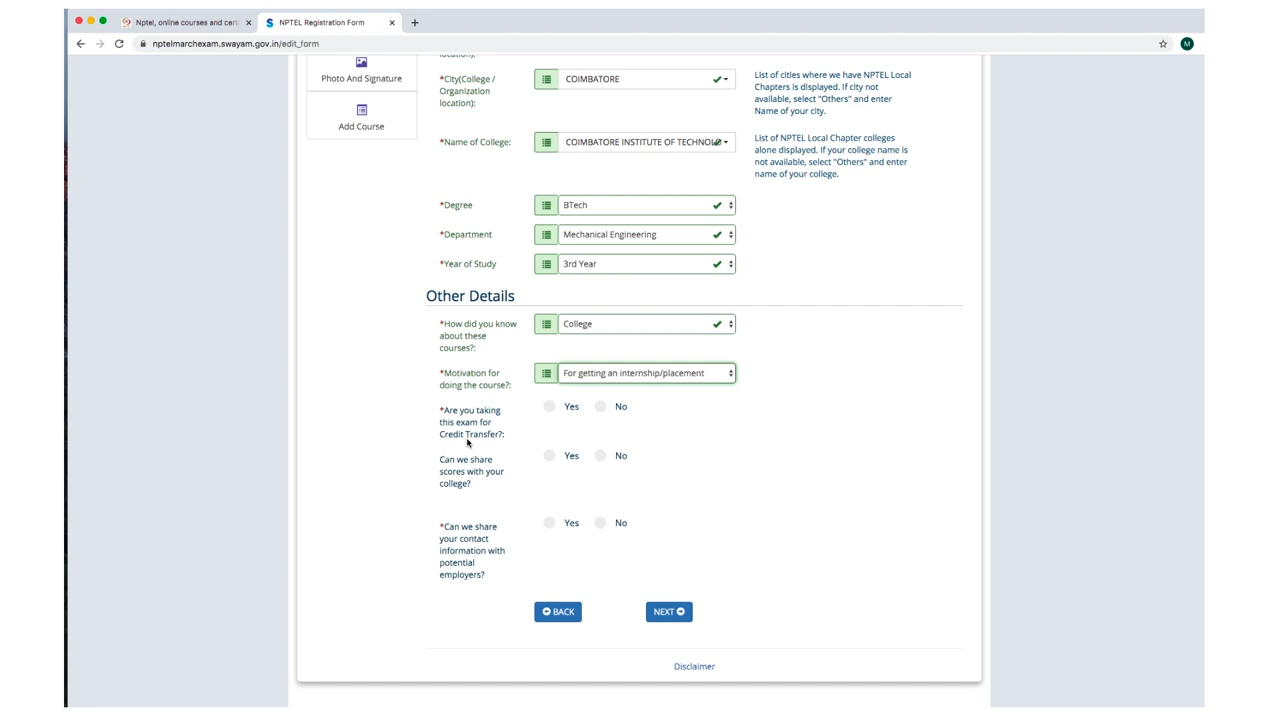 Nptel, online courses and certi
NPTEL Registration Form
nptelmarchexam.swayam.gov.in/edit_form
M
location):
Photo And Signature
Add Course
*City(College /
Organization
location):
COIMBATORE
List of cities where we have NPTEL Local
Chapters is displayed. If city not
available, select "Others" and enter
Name of your city.
*Name of College:
COIMBATORE INSTITUTE OF TECHNOLO
List of NPTEL Local Chapter colleges
alone displayed. If your college name is
not available, select "Others" and enter
name of your college.
*Degree
BTech
*Department
Mechanical Engineering
*Year of Study
3rd Year
Other Details
*How did you know
about these
courses?:
College
*Motivation for
doing the course?:
For getting an internship/placement
*Are you taking
this exam for
Credit Transfer?:
Yes No
Can we share
scores with your
college?
Yes No
*Can we share
your contact
information with
potential
employers?
Yes No
BACK
NEXT
Disclaimer